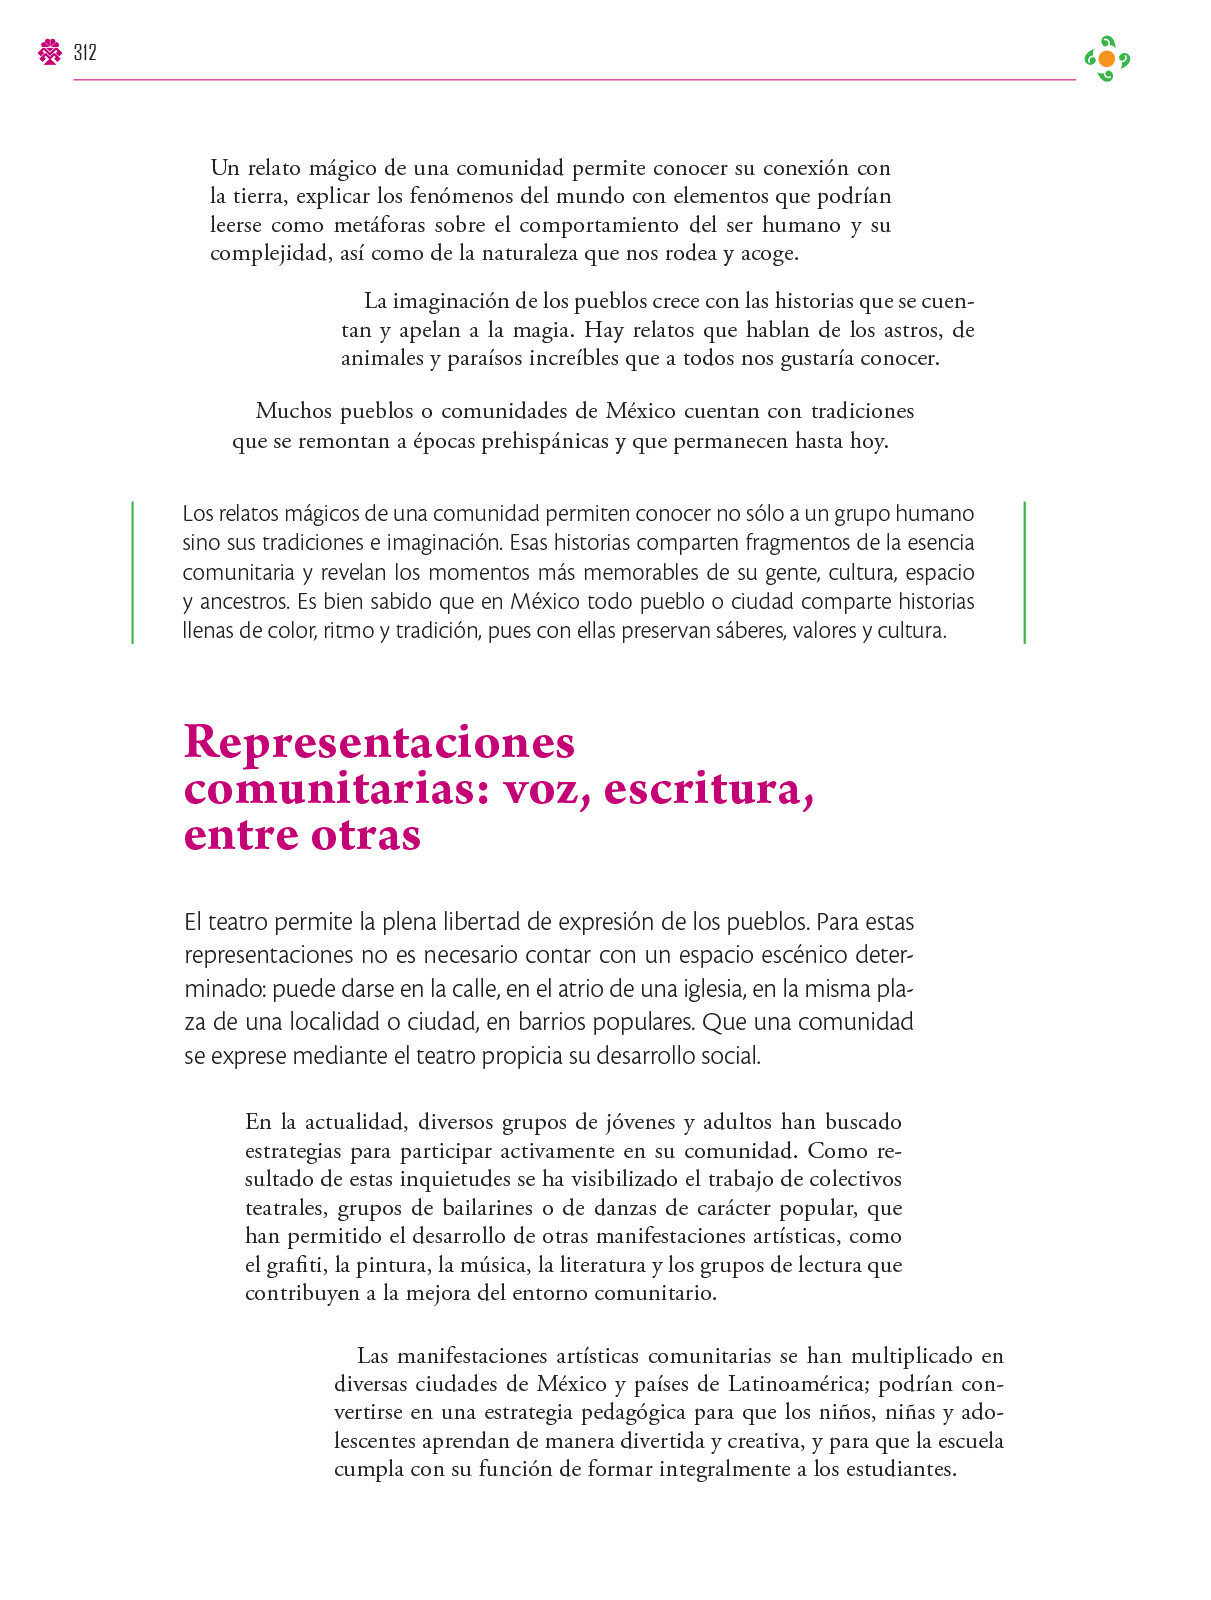 312
Un relato mágico de una comunidad permite conocer su conexión con
la tierra, explicar los fenómenos del mundo con elementos que podrían
leerse como metáforas sobre el comportamiento del ser humano y su
complejidad, así como de la naturaleza que nos rodea y acoge.
La imaginación de los pueblos crece con las historias que se cuen-
tan y apelan a la magia. Hay relatos que hablan de los astros, de
animales y paraísos increíbles que a todos nos gustaría conocer.
Muchos pueblos o comunidades de México cuentan con tradiciones
que se remontan a épocas prehispánicas y que permanecen hasta hoy.
Los relatos mágicos de una comunidad permiten conocer no sólo a un grupo humano
sino sus tradiciones e imaginación. Esas historias comparten fragmentos de la esencia
comunitaria y revelan los momentos más memorables de su gente, cultura, espacio
y ancestros. Es bien sabido que en México todo pueblo o ciudad comparte historias
llenas de color, ritmo y tradición, pues con ellas preservan sáberes, valores y cultura.
Representaciones
comunitarias: voz, escritura,
entre otras
El teatro permite la plena libertad de expresión de los pueblos. Para estas
representaciones no es necesario contar con un espacio escénico deter-
minado: puede darse en la calle, en el atrio de una iglesia, en la misma pla-
za de una localidad o ciudad, en barrios populares. Que una comunidad
se exprese mediante el teatro propicia su desarrollo social.
En la actualidad, diversos grupos de jóvenes y adultos han buscado
estrategias para participar activamente en su comunidad. Como re-
sultado de estas inquietudes se ha visibilizado el trabajo de colectivos
teatrales, grupos de bailarines o de danzas de carácter popular, que
han permitido el desarrollo de otras manifestaciones artísticas, como
el grafiti, la pintura, la música, la literatura y los grupos de lectura que
contribuyen a la mejora del entorno comunitario.
Las manifestaciones artísticas comunitarias se han multiplicado en
diversas ciudades de México y países de Latinoamérica; podrían con-
vertirse en una estrategia pedagógica para que los niños, niñas y ado-
lescentes aprendan de manera divertida y creativa, y para que la escuela
cumpla con su función de formar integralmente a los estudiantes.